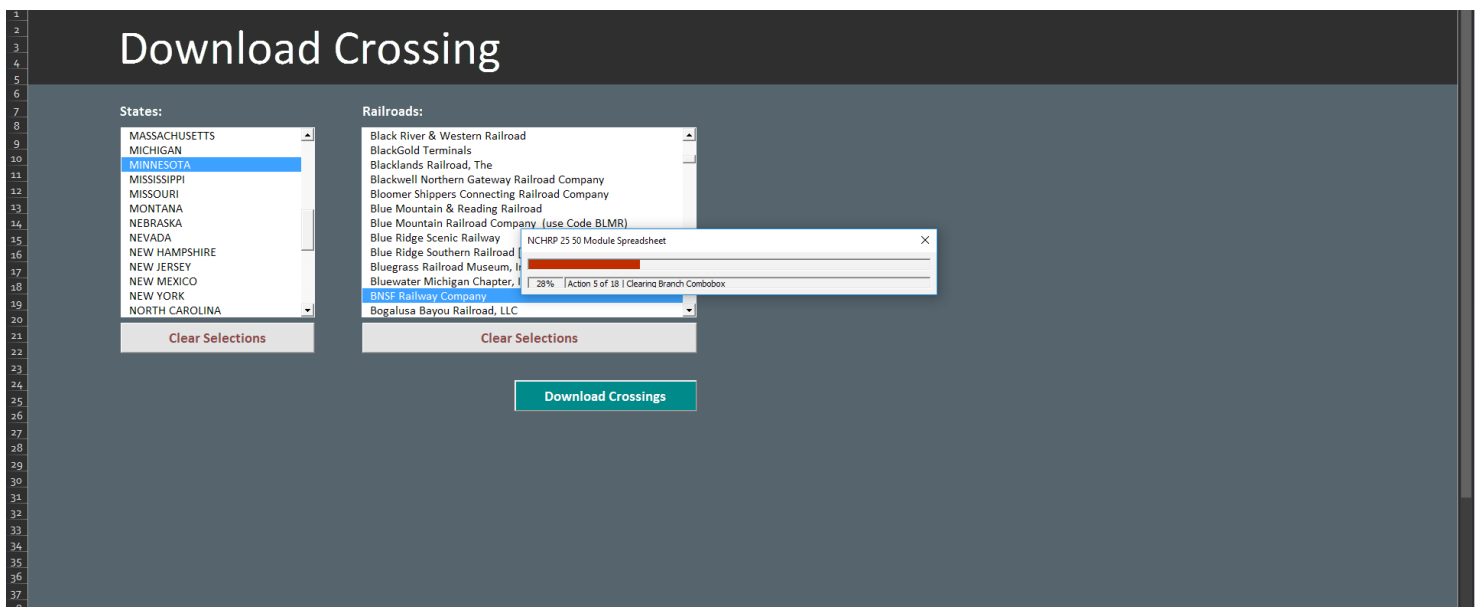 1
2
3
4
5
6
7
8
9
10
11
12
13
14
15
16
17
18
19
20
21
22
23
24
25
26
27
28
29
30
31
32
33
34
35
36
37
Download Crossing
States:
MASSACHUSETTS
MICHIGAN
MINNESOTA
MISSISSIPPI
MISSOURI
MONTANA
NEBRASKA
NEVADA
NEW HAMPSHIRE
NEW JERSEY
NEW MEXICO
NEW YORK
NORTH CAROLINA
Clear Selections
Railroads:
Black River & Western Railroad
BlackGold Terminals
Blacklands Railroad, The
Blackwell Northern Gateway Railroad Company
Bloomer Shippers Connecting Railroad Company
Blue Mountain & Reading Railroad
Blue Mountain Railroad Company (use Code BLMR)
Blue Ridge Scenic Railway
Blue Ridge Southern Railroad [
Bluegrass Railroad Museum,
Bluewater Michigan Chapter,
BNSF Railway Company
Bogalusa Bayou Railroad, LLC
Clear Selections
NCHRP 25 50 Module Spreadsheet
28% Action 5 of 18 | Clearing Branch Combobox
Download Crossings